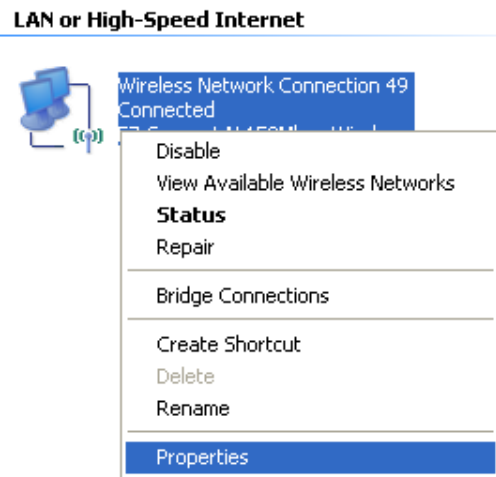 LAN or High-Speed Internet
Wireless Network Connection 49
Connected
Disable
View Available Wireless Networks
Status
Repair
Bridge Connections
Create Shortcut
Delete
Rename
Properties